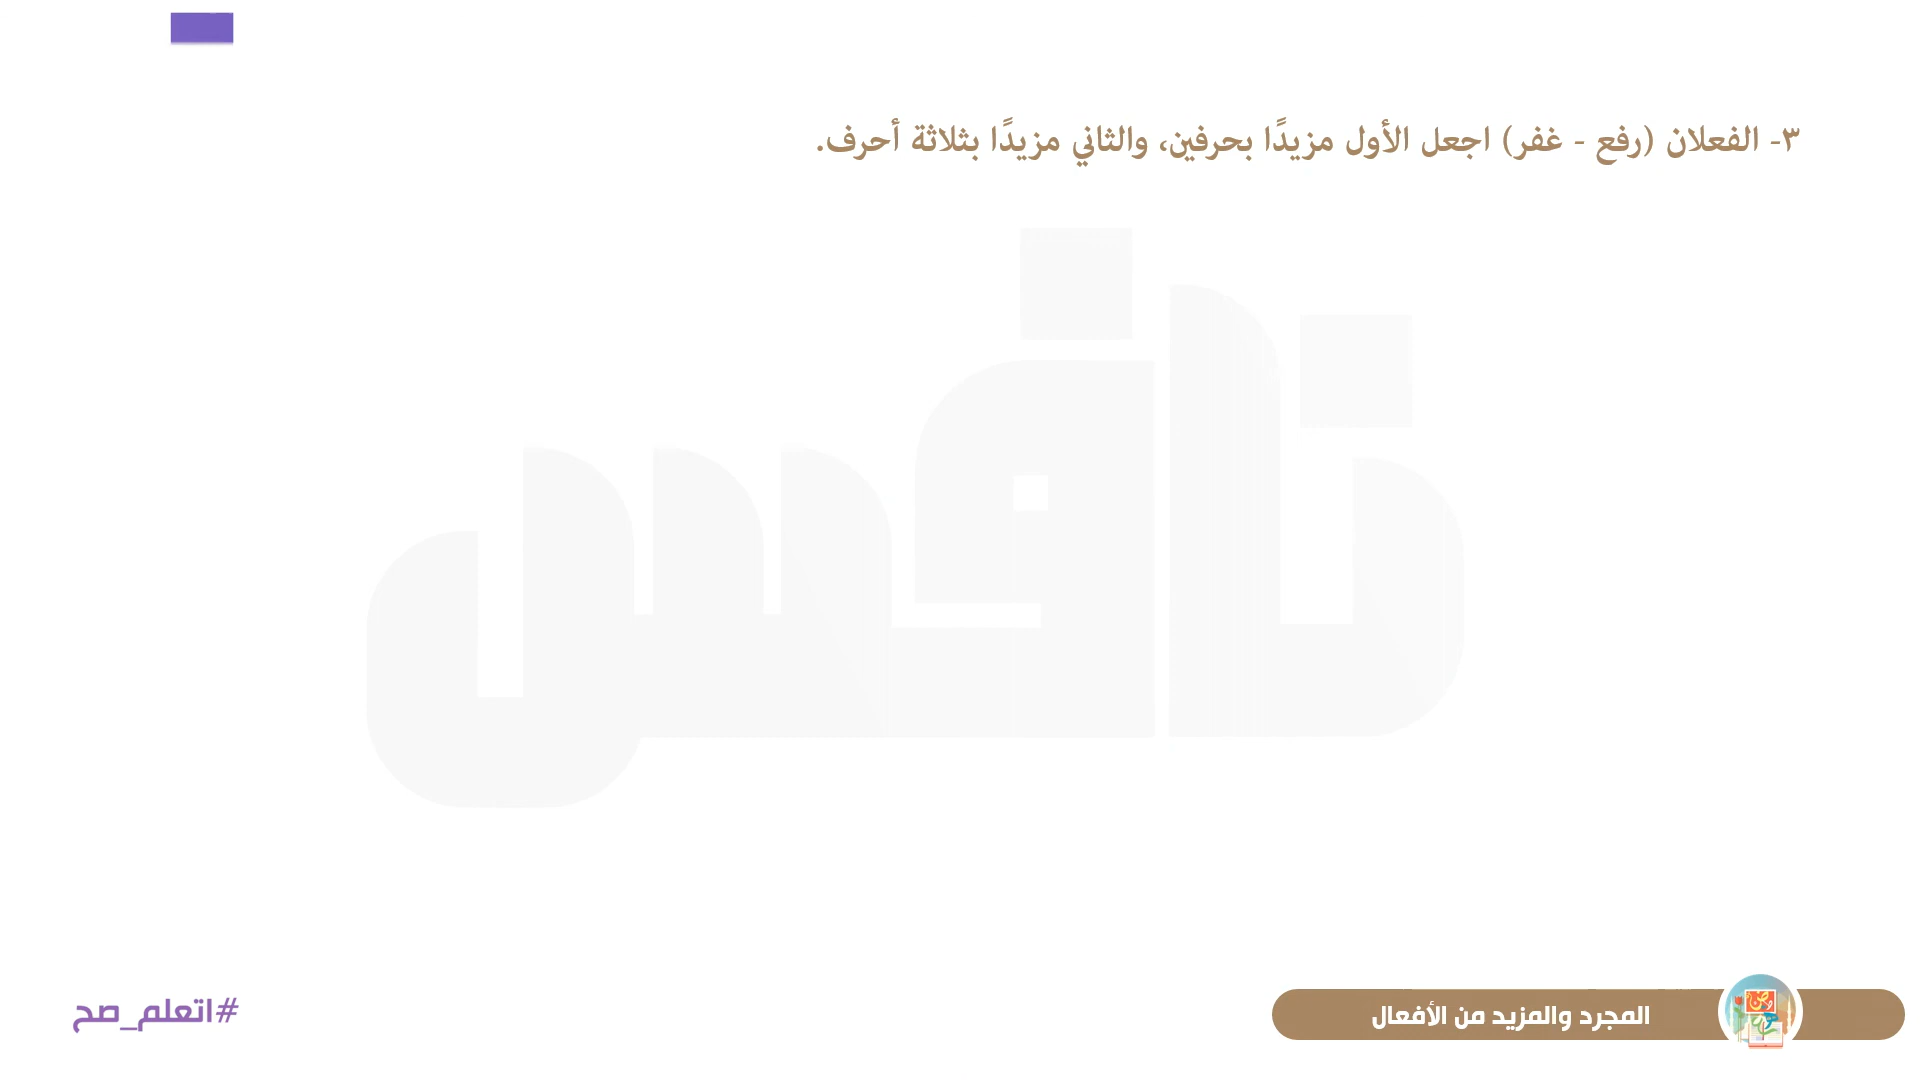 ٣- الفعلان (رفع - غفر) اجعل الأول مزيدًا بحرفين، والثاني مزيدًا بثلاثة أحرف.
نافس
المجرد والمزيد من الأفعال
#اتعلم_صح